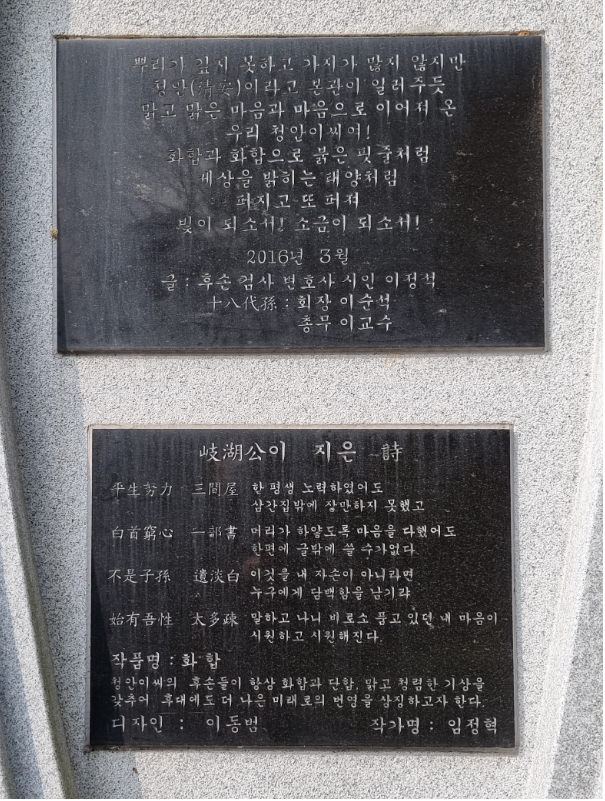 뿌리가 깊지 못하고 가지가 많지 않지만
청안(淸安)이라고 본관이 일러주듯
맑고 맑은 마음과 마음으로 이어져 온
우리 청안이씨여!
화합과 화합으로 붉은 핏줄처럼
세상을 밝히는 태양처럼
퍼지고 또 퍼져
빛이 되소서! 소금이 되소서!
2016년 3월
글 : 후손 검사 변호사 시인 이정석
十八代孫 : 회장 이순석
총무 이교수
岐湖公이 지은 詩
平生努力 三間屋 한평생 노력하였어도
삼간집밖에 장만하지 못했고
白首窮心 一部書 머리가 하얗도록 마음을 다했어도
한편에 글밖에 쓸 수가없다
不是子孫 遺淡白 이것을 내 자손이 아니라면
누구에게 담백함을 남기랴
始有吾性 太多疎 말하고 나니 비로소 품고 있던 내 마음이
시원하고 시원해진다.
작품명 : 화합
청안이씨의 후손들이 항상 화합과 단합, 맑고 청렴한 기상을
갖추어 후대에도 더 나은 미래로의 번영을 상징하고자 한다.
디자인 : 이동범 작가명 : 임정혁